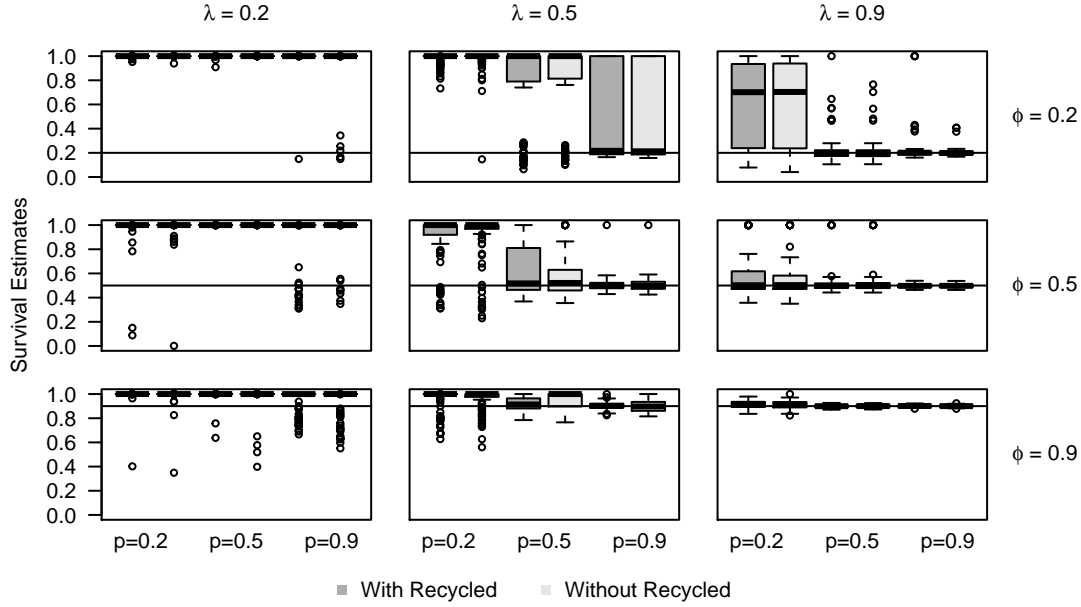 λ = 0.2 λ = 0.5 λ = 0.9
1.0
0.8
0.6
0.4
0.2
0.0
ϕ = 0.2
Survival Estimates
1.0
0.8
0.6
0.4
0.2
0.0
ϕ = 0.5
1.0
0.8
0.6
0.4
0.2
0.0
ϕ = 0.9
p=0.2 p=0.5 p=0.9 p=0.2 p=0.5 p=0.9 p=0.2 p=0.5 p=0.9
With Recycled Without Recycled